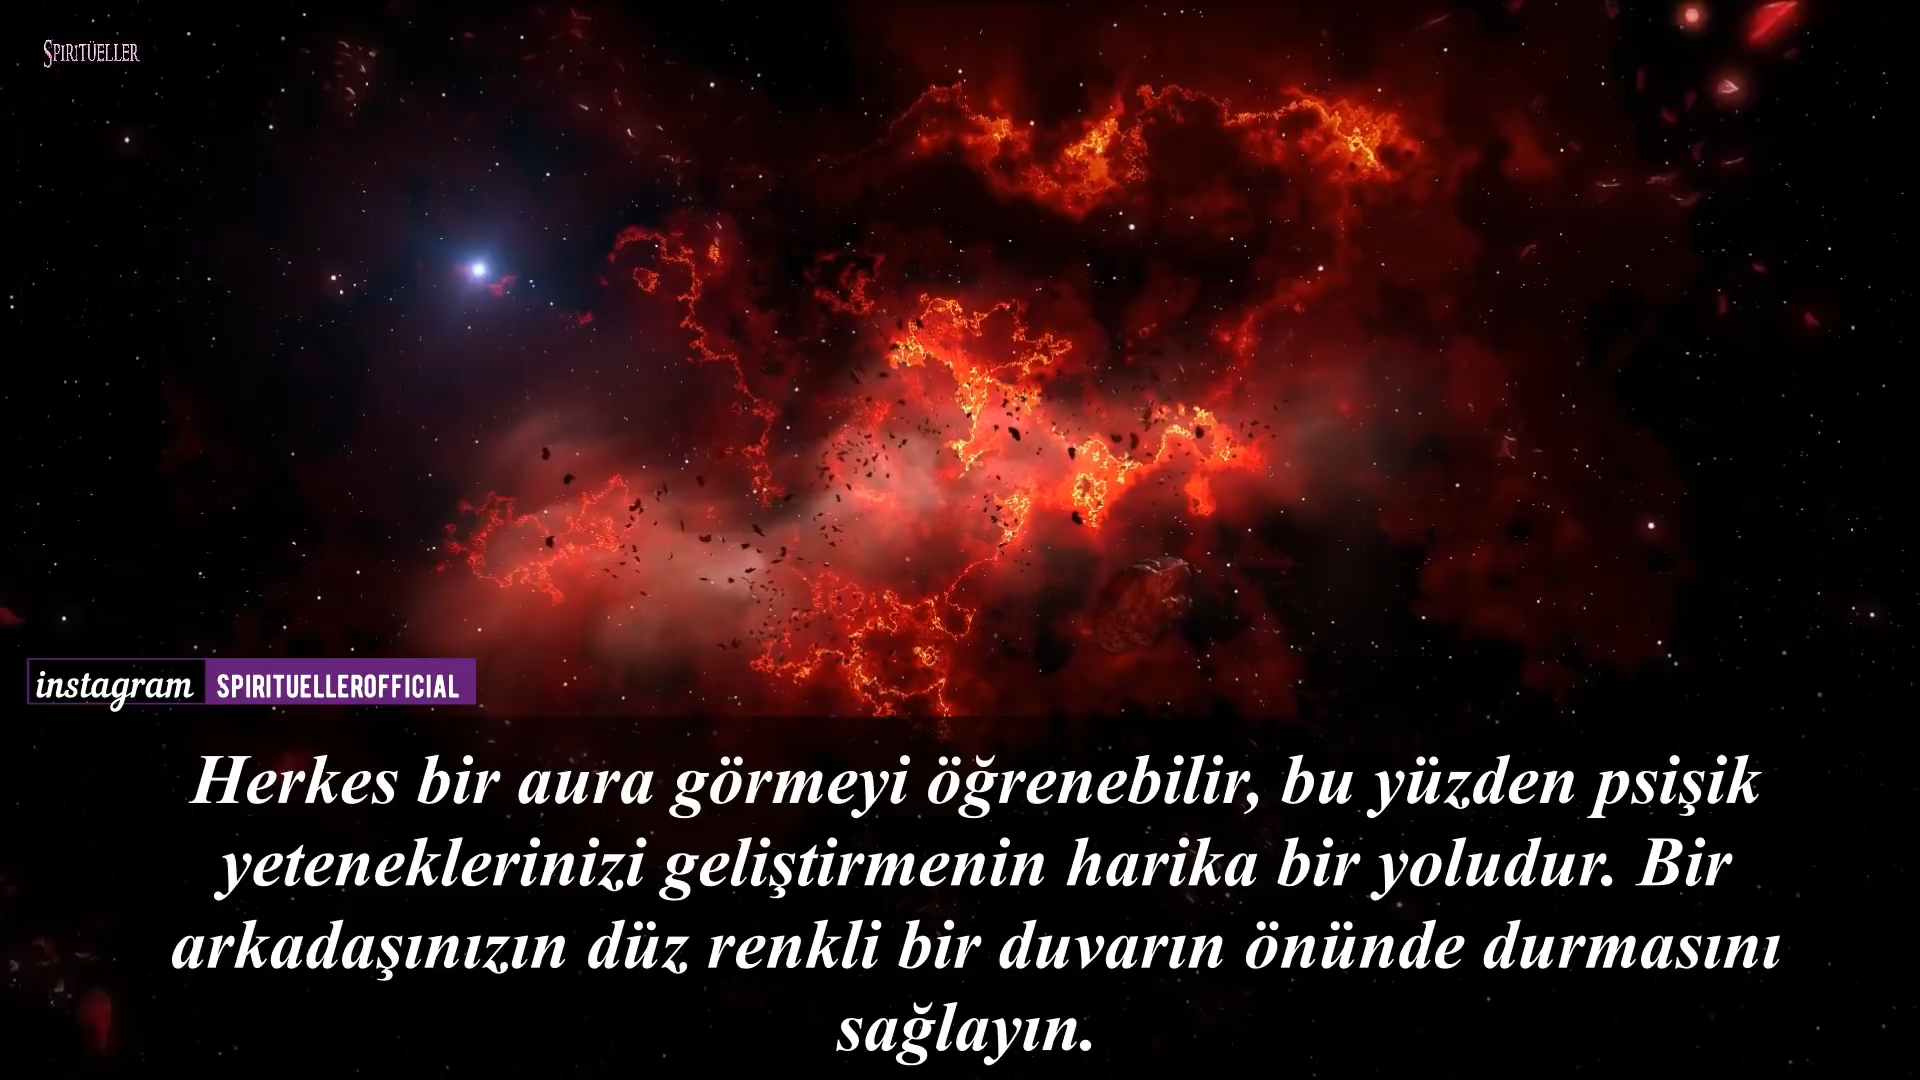 SPIRITÜELLER
instagram SPIRITUELLEROFFICIAL
Herkes bir aura görmeyi öğrenebilir, bu yüzden psişik
yeteneklerinizi geliştirmenin harika bir yoludur. Bir
arkadaşınızın düz renkli bir duvarın önünde durmasını
sağlayın.